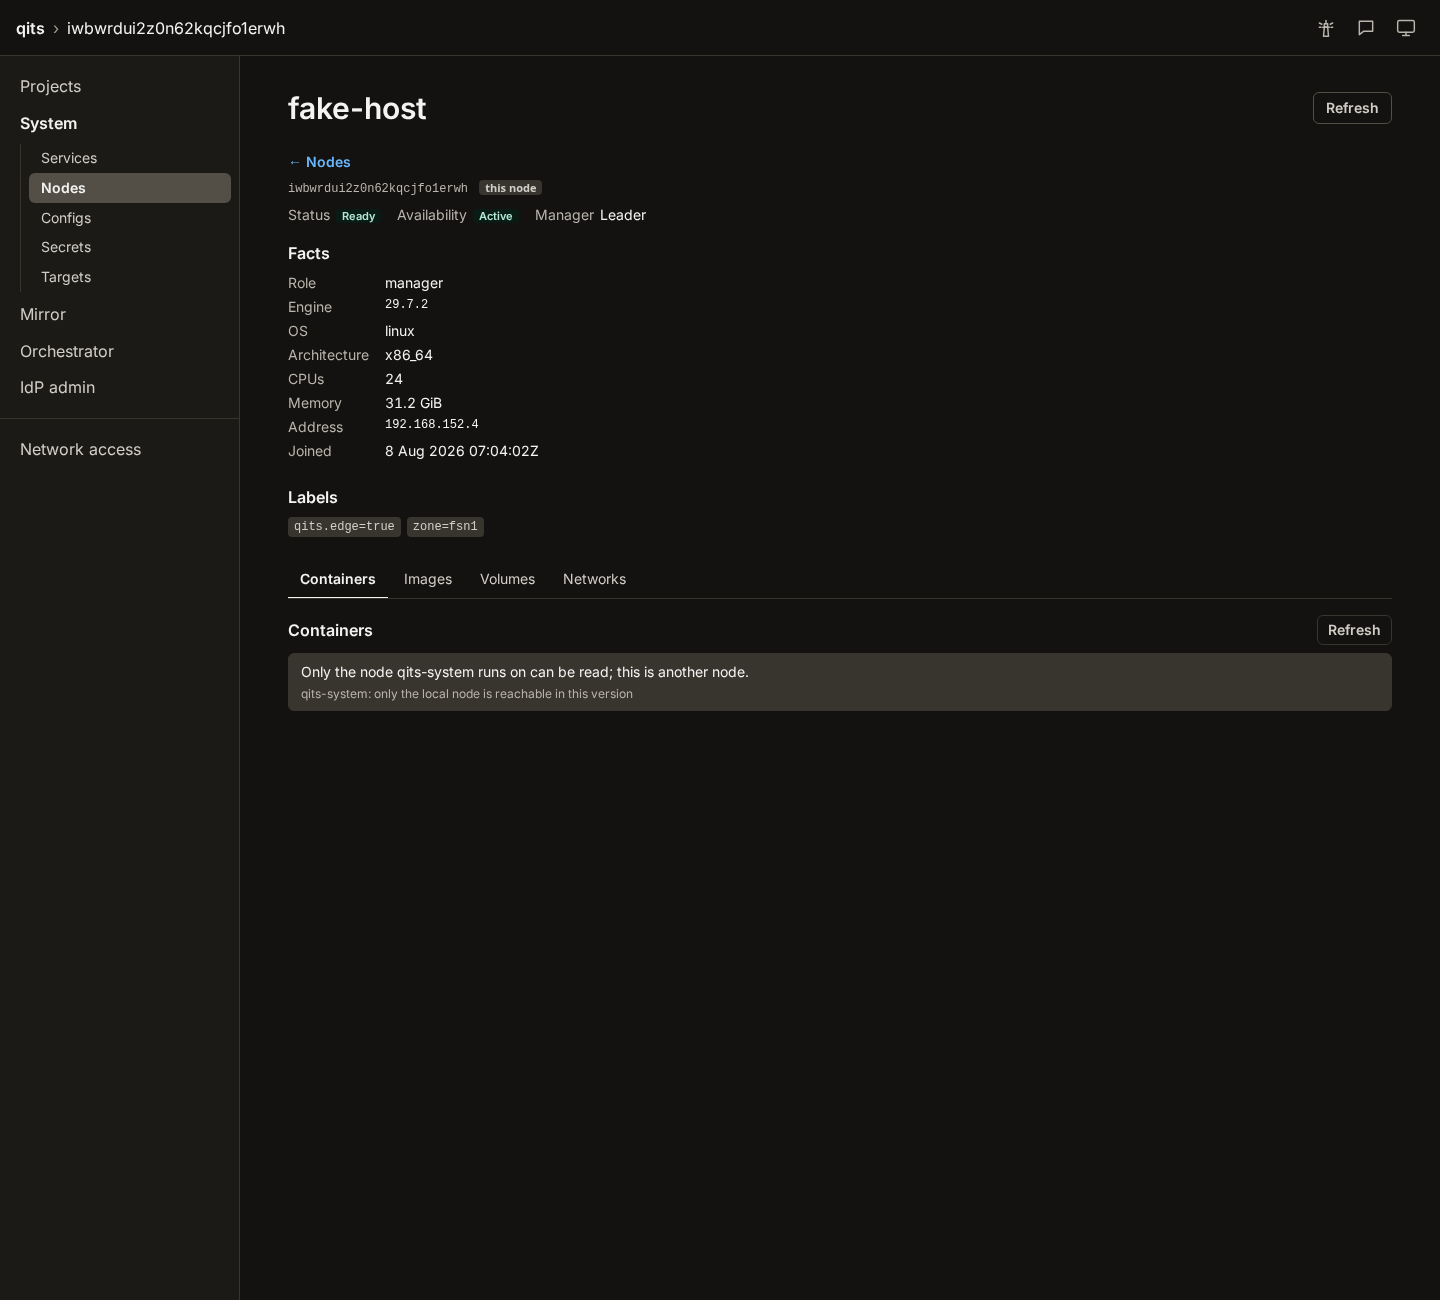 qits › iwbwrdui2z0n62kqcjfo1erwh
Projects
System
Services
Nodes
Configs
Secrets
Targets
Mirror
Orchestrator
IdP admin
Network access
fake-host
Refresh
← Nodes
iwbwrdui2z0n62kqcjfo1erwh this node
Status Ready Availability Active Manager Leader
Facts
Role manager
Engine 29.7.2
OS linux
Architecture x86_64
CPUs 24
Memory 31.2 GiB
Address 192.168.152.4
Joined 8 Aug 2026 07:04:02Z
Labels
qits.edge=true zone=fsn1
Containers Images Volumes Networks
Containers
Refresh
Only the node qits-system runs on can be read; this is another node.
qits-system: only the local node is reachable in this version